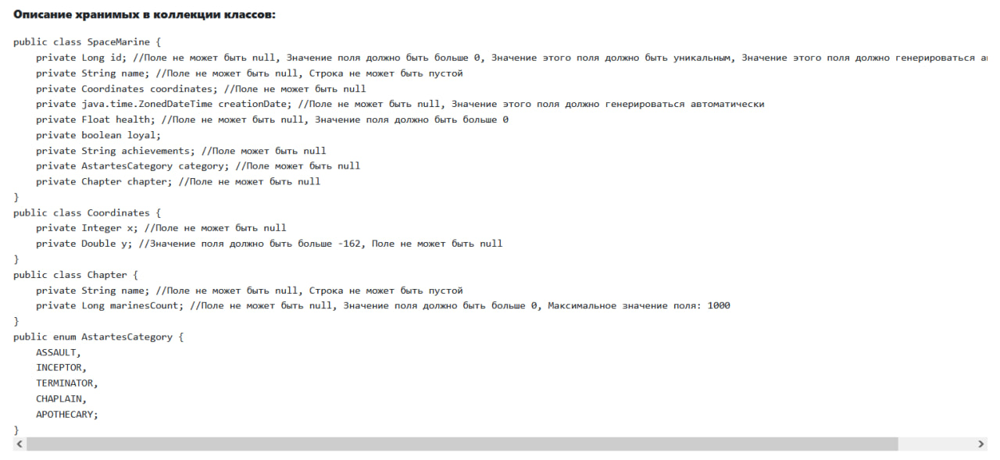 Описание хранимых в коллекции классов:
public class SpaceMarine {
    private Long id; //Поле не может быть null, Значение поля должно быть больше 0, Значение этого поля должно быть уникальным, Значение этого поля должно генерироваться
    private String name; //Поле не может быть null, Строка не может быть пустой
    private Coordinates coordinates; //Поле не может быть null
    private java.time.ZonedDateTime creationDate; //Поле не может быть null, Значение этого поля должно генерироваться автоматически
    private Float health; //Поле не может быть null, Значение поля должно быть больше 0
    private boolean loyal;
    private String achievements; //Поле может быть null
    private AstartesCategory category; //Поле может быть null
    private Chapter chapter; //Поле не может быть null
}
public class Coordinates {
    private Integer x; //Поле не может быть null
    private Double y; //Значение поля должно быть больше -162, Поле не может быть null
}
public class Chapter {
    private String name; //Поле не может быть null, Строка не может быть пустой
    private Long marinesCount; //Поле не может быть null, Значение поля должно быть больше 0, Максимальное значение поля: 1000
}
public enum AstartesCategory {
    ASSAULT,
    INCEPTOR,
    TERMINATOR,
    CHAPLAIN,
    APOTHECARY;
}